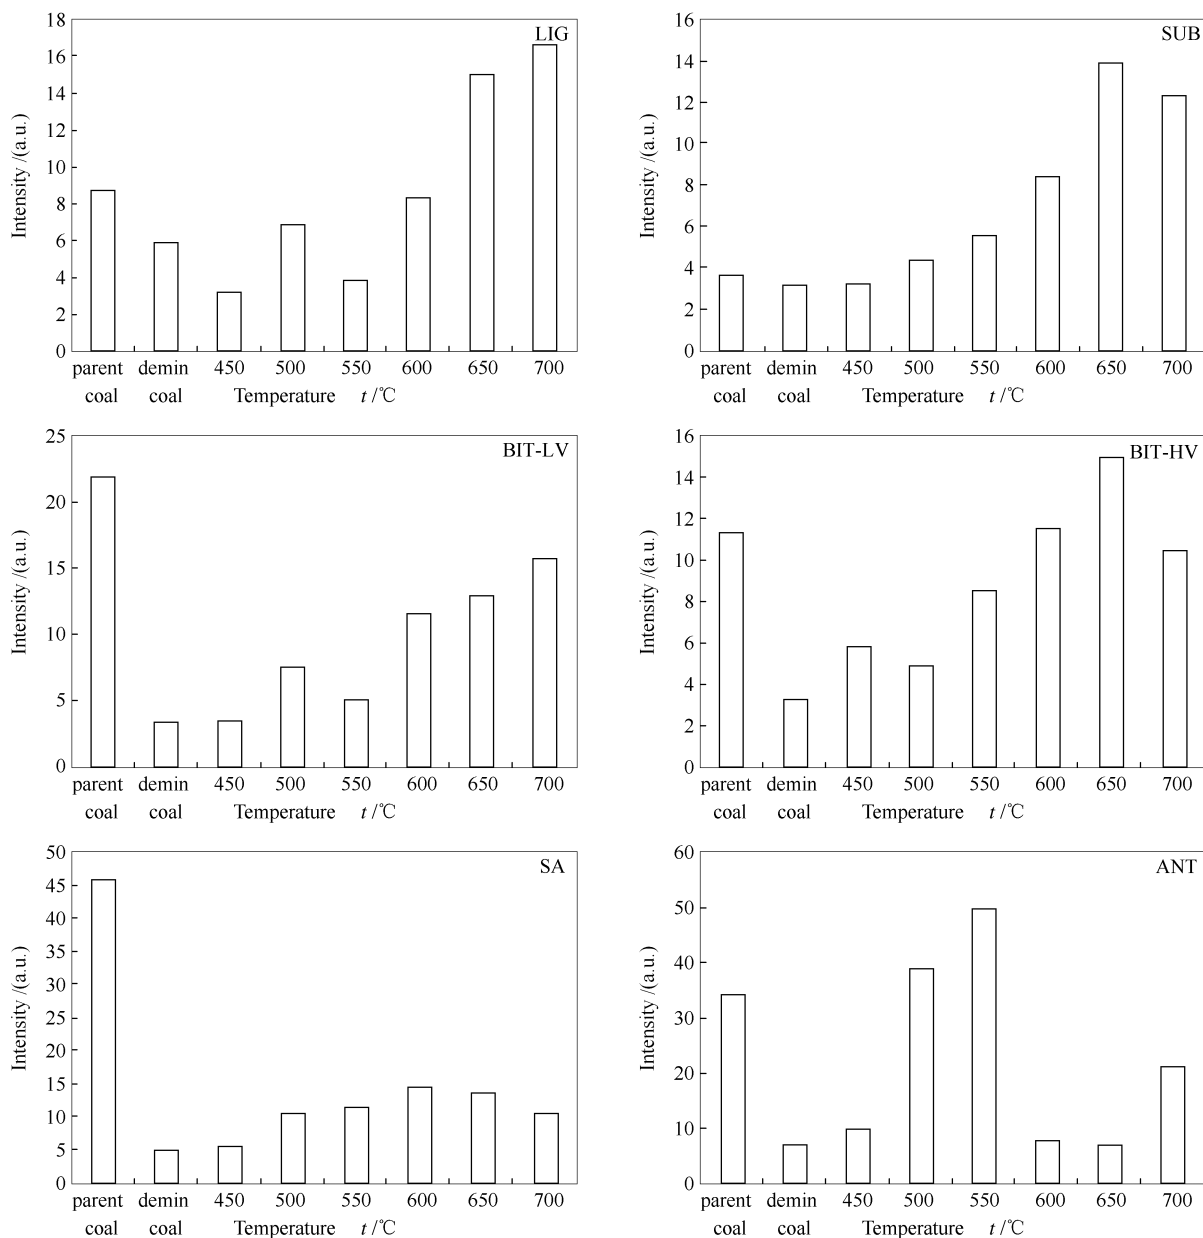 LIG
Intensity /(a.u.)
18
16
14
12
10
8
6
4
2
0
parent demin 450 500 550 600 650 700
coal coal Temperature t /℃
SUB
Intensity /(a.u.)
16
14
12
10
8
6
4
2
0
parent demin 450 500 550 600 650 700
coal coal Temperature t /℃
BIT-LV
Intensity /(a.u.)
25
20
15
10
5
0
parent demin 450 500 550 600 650 700
coal coal Temperature t /℃
BIT-HV
Intensity /(a.u.)
16
14
12
10
8
6
4
2
0
parent demin 450 500 550 600 650 700
coal coal Temperature t /℃
SA
Intensity /(a.u.)
50
45
40
35
30
25
20
15
10
5
0
parent demin 450 500 550 600 650 700
coal coal Temperature t /℃
ANT
Intensity /(a.u.)
60
50
40
30
20
10
0
parent demin 450 500 550 600 650 700
coal coal Temperature t /℃